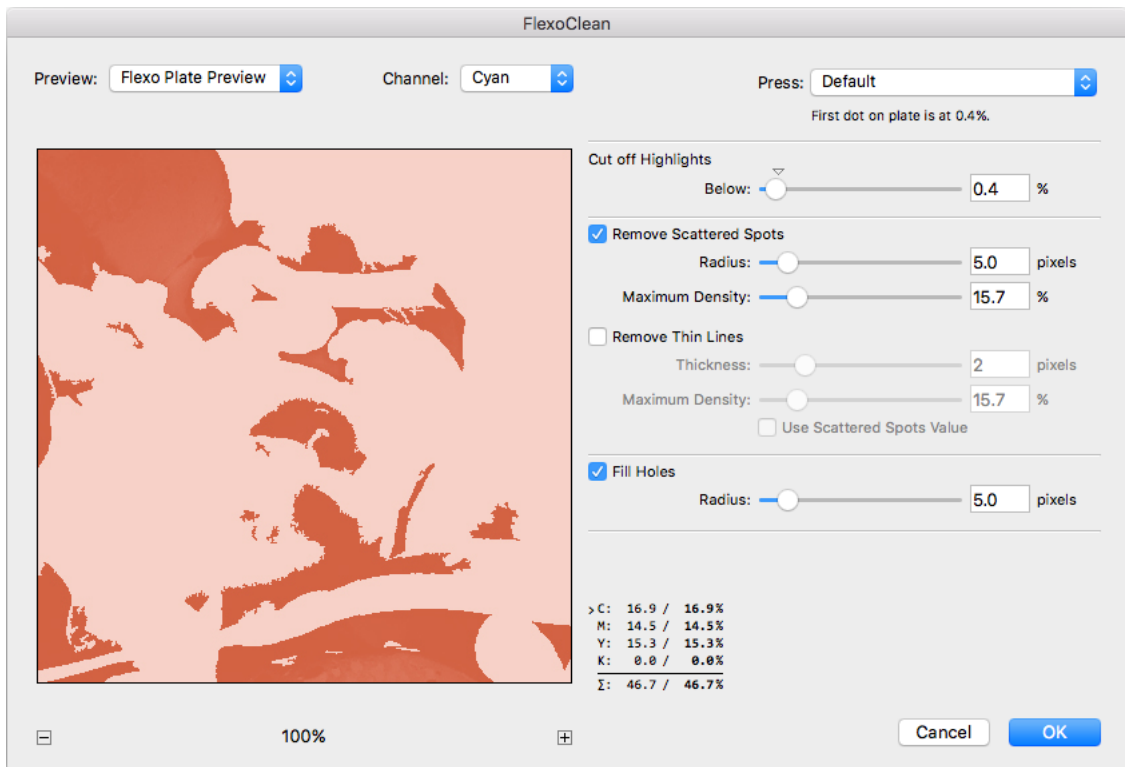 FlexoClean
Preview: Flexo Plate Preview Channel: Cyan
Press: Default
First dot on plate is at 0.4%.
Cut off Highlights
Below: 0.4 %
Remove Scattered Spots
Radius: 5.0 pixels
Maximum Density: 15.7 %
Remove Thin Lines
Thickness: 2 pixels
Maximum Density: 15.7 %
Use Scattered Spots Value
Fill Holes
Radius: 5.0 pixels
>C: 16.9 / 16.9%
M: 14.5 / 14.5%
Y: 15.3 / 15.3%
K: 0.0 / 0.0%
Σ: 46.7 / 46.7%
100%
Cancel OK